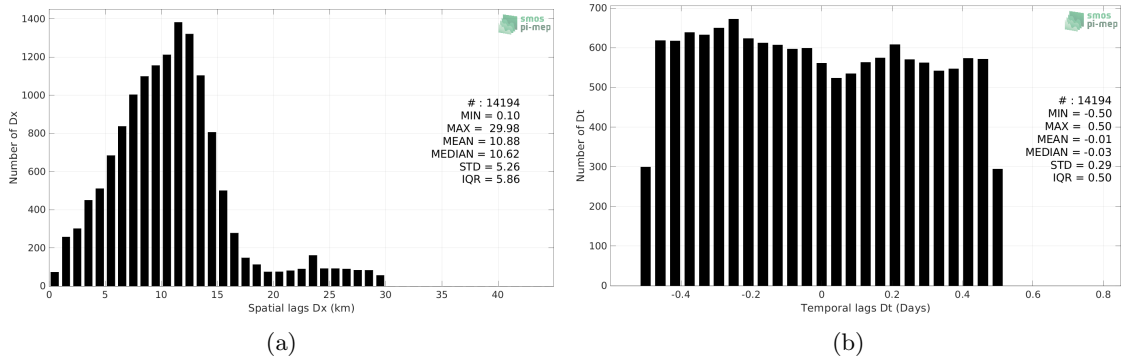 1400
1200
1000
800
600
400
200
0
Number of Dx
0 5 10 15 20 25 30 35 40
Spatial lags Dx (km)
smos
pi-mep
# : 14194
MIN = 0.10
MAX = 29.98
MEAN = 10.88
MEDIAN = 10.62
STD = 5.26
IQR = 5.86
(a)
700
600
500
400
300
200
100
0
Number of Dt
-0.4 -0.2 0 0.2 0.4 0.6 0.8
Temporal lags Dt (Days)
smos
pi-mep
# : 14194
MIN = -0.50
MAX = 0.50
MEAN = -0.01
MEDIAN = -0.03
STD = 0.29
IQR = 0.50
(b)